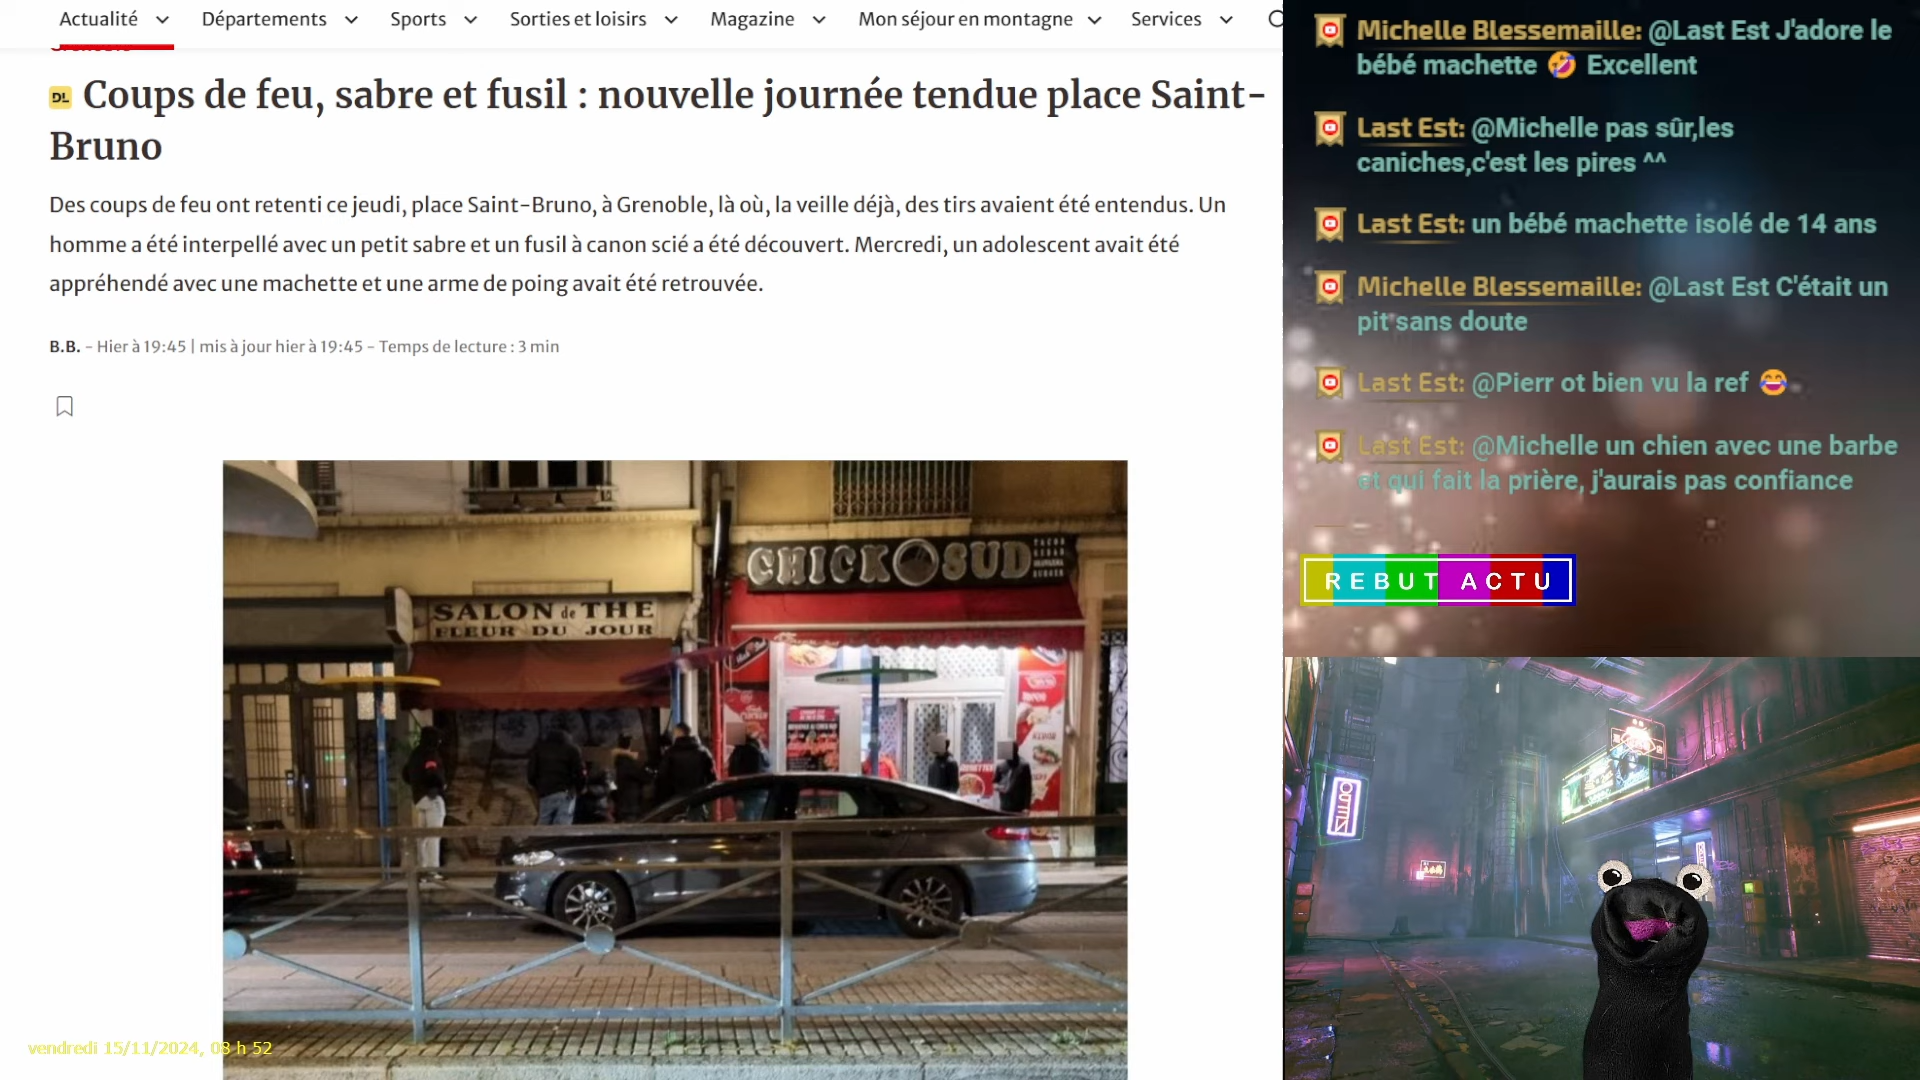 Actualité Départements Sports Sorties et loisirs Magazine Mon séjour en montagne Services
DL Coups de feu, sabre et fusil : nouvelle journée tendue place Saint-
Bruno
Des coups de feu ont retenti ce jeudi, place Saint-Bruno, à Grenoble, là où, la veille déjà, des tirs avaient été entendus. Un
homme a été interpellé avec un petit sabre et un fusil à canon scié a été découvert. Mercredi, un adolescent avait été
appréhendé avec une machette et une arme de poing avait été retrouvée.
B.B. - Hier à 19:45 | mis à jour hier à 19:45 - Temps de lecture : 3 min
CHICK SUD
TACOS
KEBAB
BURGER
SALON de THE
FLEUR DU JOUR
vendredi 15/11/2024, 08 h 52
Michelle Blessemaille: @Last Est J'adore le
bébé machette 🤣 Excellent
Last Est: @Michelle pas sûr,les
caniches,c'est les pires ^^
Last Est: un bébé machette isolé de 14 ans
Michelle Blessemaille: @Last Est C'était un
pit sans doute
Last Est: @Pierr ot bien vu la ref 😂
Last Est: @Michelle un chien avec une barbe
et qui fait la prière, j'aurais pas confiance
REBUT ACTU